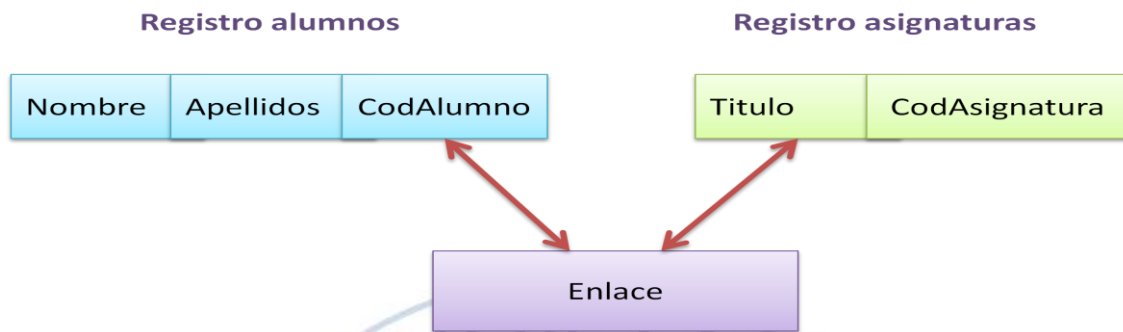 Registro alumnos
Registro asignaturas
Nombre Apellidos CodAlumno
Titulo CodAsignatura
Enlace